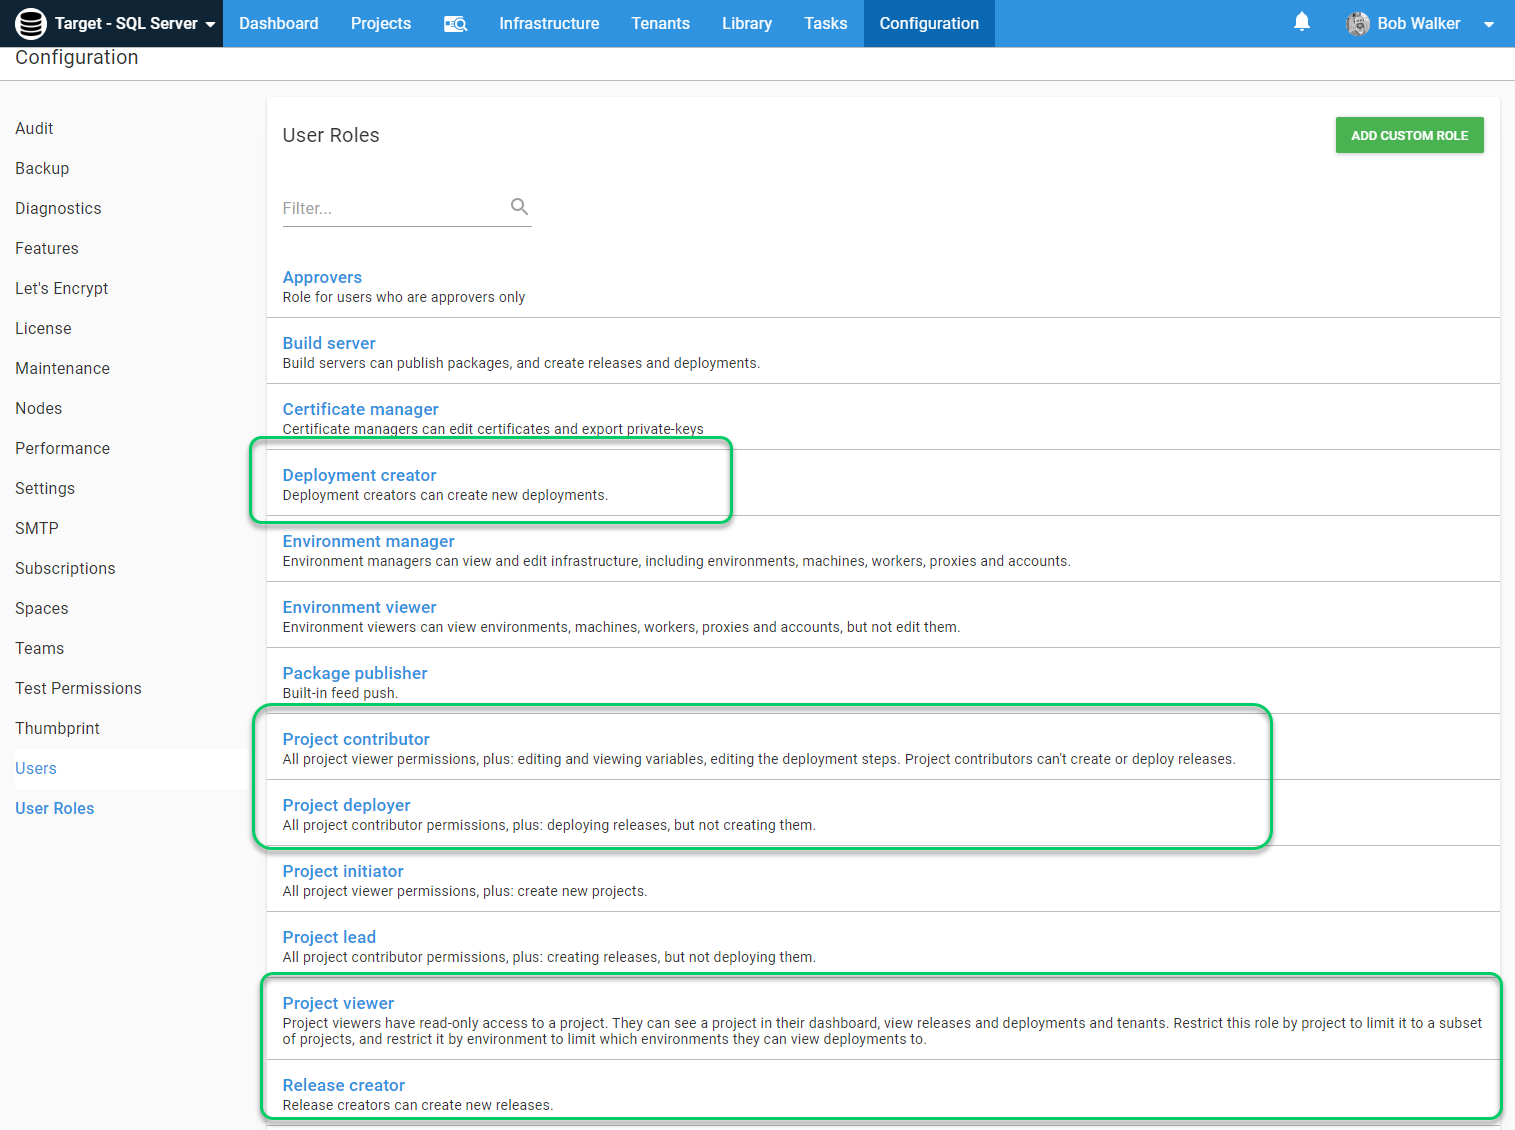 Target - SQL Server
Dashboard
Projects
Infrastructure
Tenants
Library
Tasks
Configuration
Bob Walker
Configuration
Audit
Backup
Diagnostics
Features
Let's Encrypt
License
Maintenance
Nodes
Performance
Settings
SMTP
Subscriptions
Spaces
Teams
Test Permissions
Thumbprint
Users
User Roles
User Roles
ADD CUSTOM ROLE
Filter...
Approvers
Role for users who are approvers only
Build server
Build servers can publish packages, and create releases and deployments.
Certificate manager
Certificate managers can edit certificates and export private-keys
Deployment creator
Deployment creators can create new deployments.
Environment manager
Environment managers can view and edit infrastructure, including environments, machines, workers, proxies and accounts.
Environment viewer
Environment viewers can view environments, machines, workers, proxies and accounts, but not edit them.
Package publisher
Built-in feed push.
Project contributor
All project viewer permissions, plus: editing and viewing variables, editing the deployment steps. Project contributors can't create or deploy releases.
Project deployer
All project contributor permissions, plus: deploying releases, but not creating them.
Project initiator
All project viewer permissions, plus: create new projects.
Project lead
All project contributor permissions, plus: creating releases, but not deploying them.
Project viewer
Project viewers have read-only access to a project. They can see a project in their dashboard, view releases and deployments and tenants. Restrict this role by project to limit it to a subset
of projects, and restrict it by environment to limit which environments they can view deployments to.
Release creator
Release creators can create new releases.